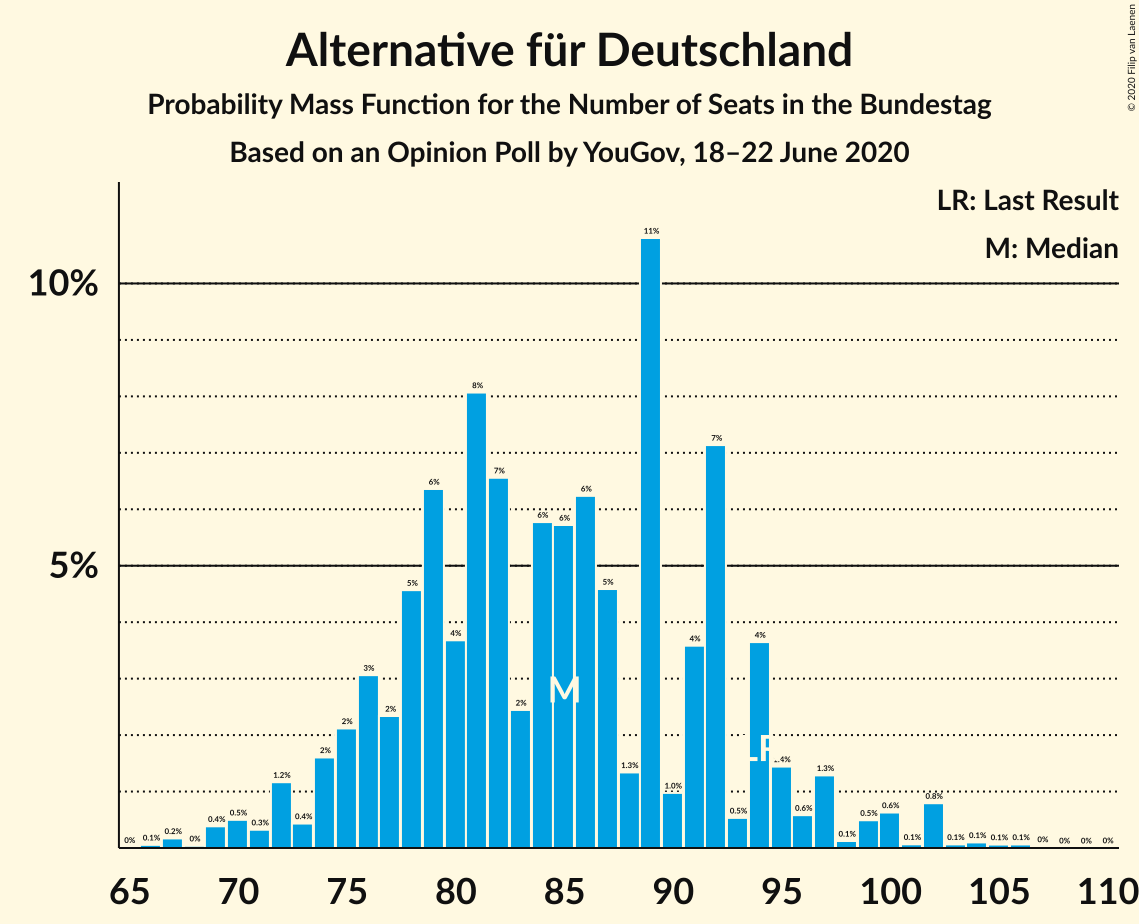 Alternative für Deutschland
Probability Mass Function for the Number of Seats in the Bundestag
Based on an Opinion Poll by YouGov, 18–22 June 2020
© 2020 Filip van Laenen
LR: Last Result
M: Median
10%
5%
0% 0.1% 0.2% 0% 0.4% 0.5% 0.3% 1.2% 0.4% 2% 2% 3% 2% 5% 6% 4% 8% 7% 2% 6% 6% 6% 5% 1.3% 11% 1.0% 4% 7% 0.5% 4% 1.4% 0.6% 1.3% 0.1% 0.5% 0.6% 0.1% 0.8% 0.1% 0.1% 0.1% 0.1% 0% 0% 0% 0%
M
LR
65 70 75 80 85 90 95 100 105 110